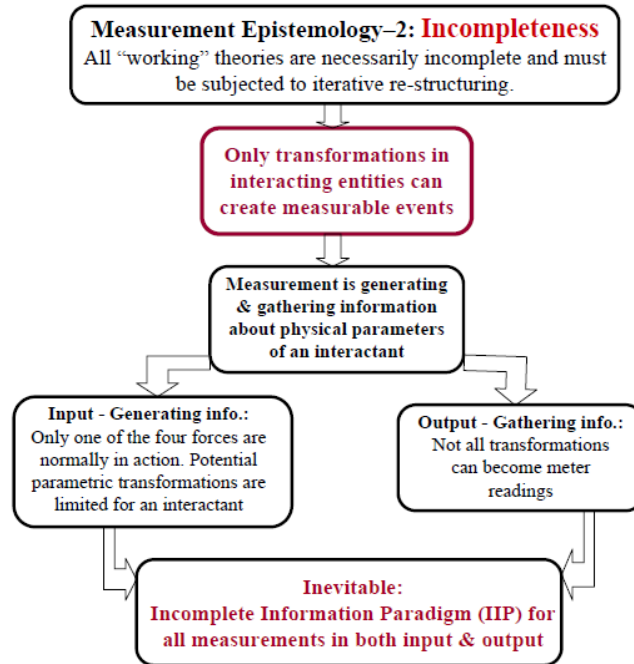 Measurement Epistemology–2: Incompleteness
All “working” theories are necessarily incomplete and must
be subjected to iterative re-structuring.
Only transformations in
interacting entities can
create measurable events
Measurement is generating
& gathering information
about physical parameters
of an interactant
Input - Generating info.:
Only one of the four forces are
normally in action. Potential
parametric transformations are
limited for an interactant
Output - Gathering info.:
Not all transformations
can become meter
readings
Inevitable:
Incomplete Information Paradigm (IIP) for
all measurements in both input & output